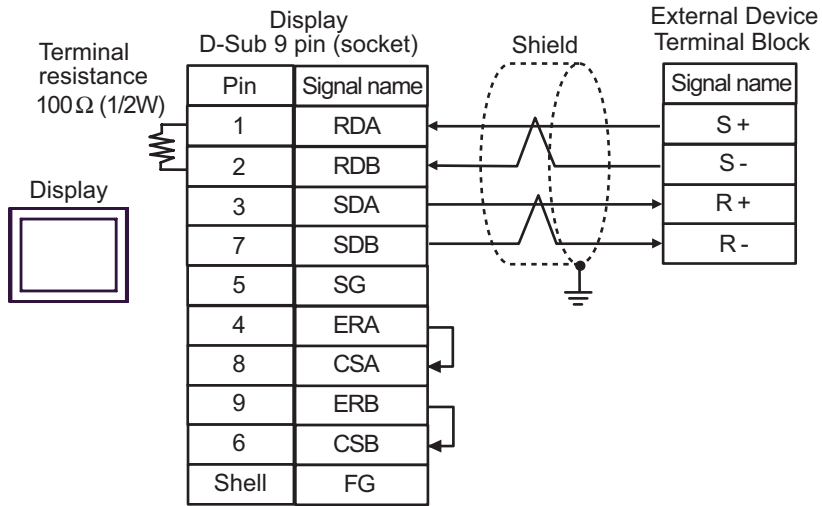 Display
D-Sub 9 pin (socket)
Shield
External Device
Terminal Block
Terminal
resistance
100Ω (1/2W)
Display
Pin Signal name
1 RDA
2 RDB
3 SDA
7 SDB
5 SG
4 ERA
8 CSA
9 ERB
6 CSB
Shell FG
Signal name
S +
S -
R +
R -